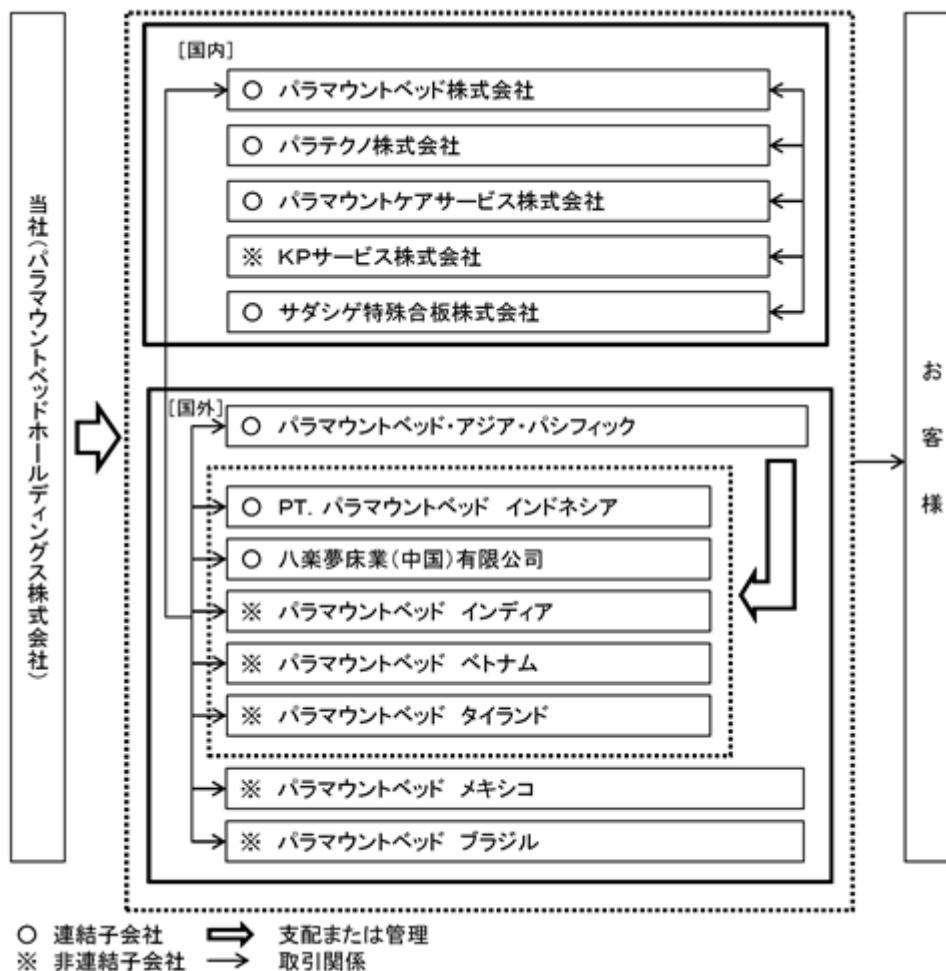 当社(パラマウントベッドホールディングス株式会社)
[国内]
○ パラマウントベッド株式会社
○ パラテクノ株式会社
○ パラマウントケアサービス株式会社
※ KPサービス株式会社
○ サダシゲ特殊合板株式会社
[国外]
○ パラマウントベッド・アジア・パシフィック
○ PT. パラマウントベッド インドネシア
○ 八楽夢床業(中国)有限公司
※ パラマウントベッド インディア
※ パラマウントベッド ベトナム
※ パラマウントベッド タイランド
※ パラマウントベッド メキシコ
※ パラマウントベッド ブラジル
お客様
○ 連結子会社 支配または管理
※ 非連結子会社 → 取引関係